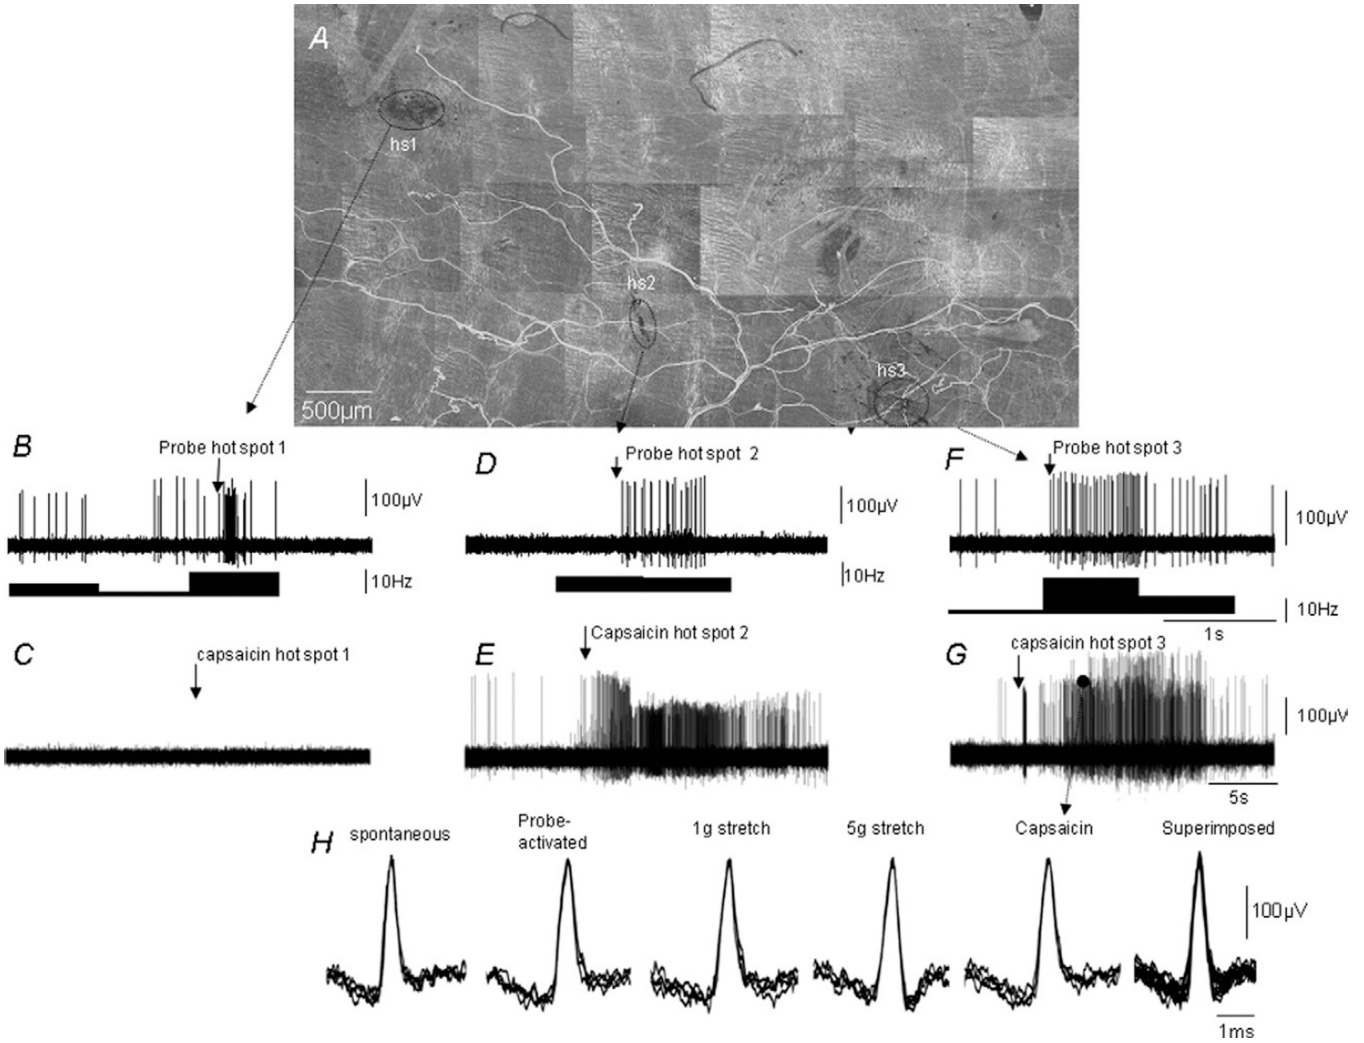 A
hs1
hs2
hs3
500µm
B
Probe hot spot 1
100µV
10Hz
D
Probe hot spot 2
100µV
10Hz
F
Probe hot spot 3
100µV
10Hz
1s
C
capsaicin hot spot 1
E
Capsaicin hot spot 2
G
capsaicin hot spot 3
100µV
5s
H
spontaneous
Probe-
activated
1g stretch
5g stretch
Capsaicin
Superimposed
100µV
1ms